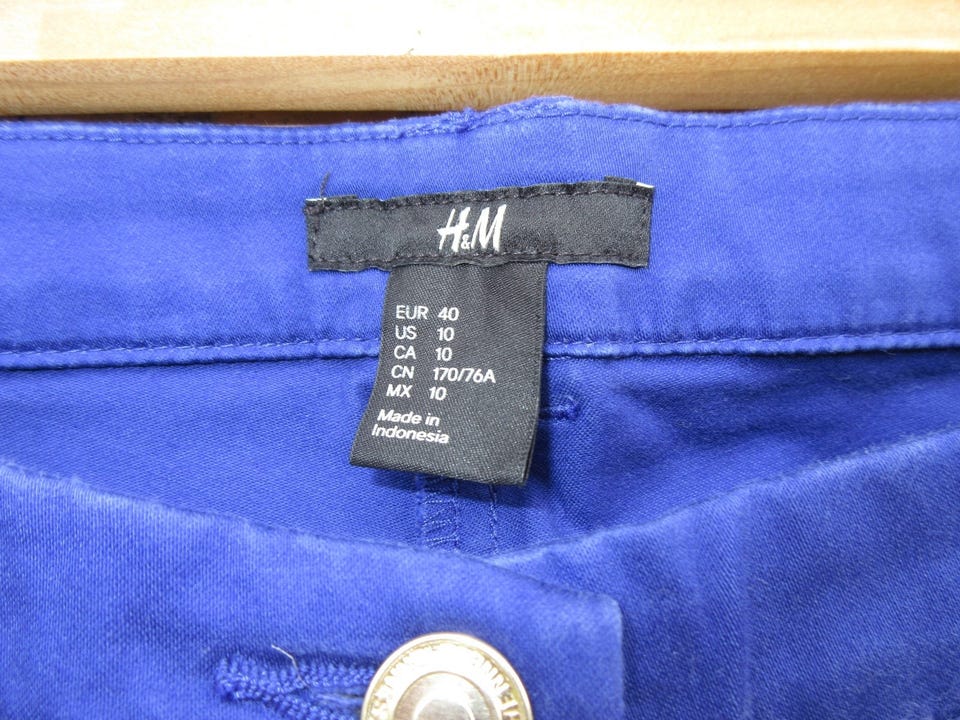 H&M
EUR 40
US 10
CA 10
CN 170/76A
MX 10
Made in
Indonesia